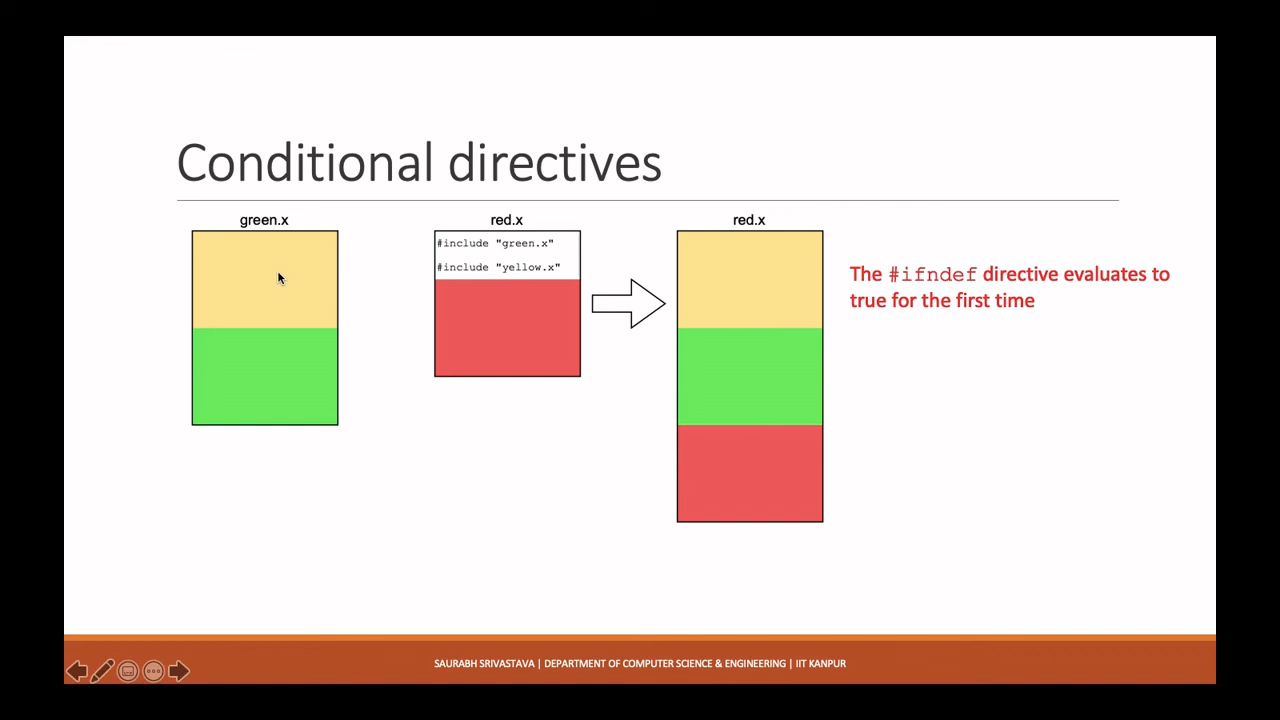 Conditional directives
green.x
red.x
red.x
#include "green.x"
#include "yellow.x"
The #ifndef directive evaluates to
true for the first time
SAURABH SRIVASTAVA | DEPARTMENT OF COMPUTER SCIENCE & ENGINEERING | IIT KANPUR